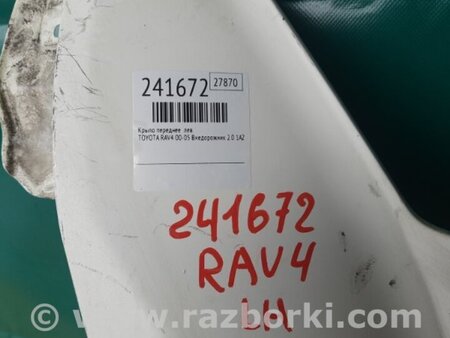 241672
27870
Крыло переднее лев
TOYOTA RAV4 00-05 Внедорожник 2.0 1AZ
241672
RAV4
LH
www.razborki.com